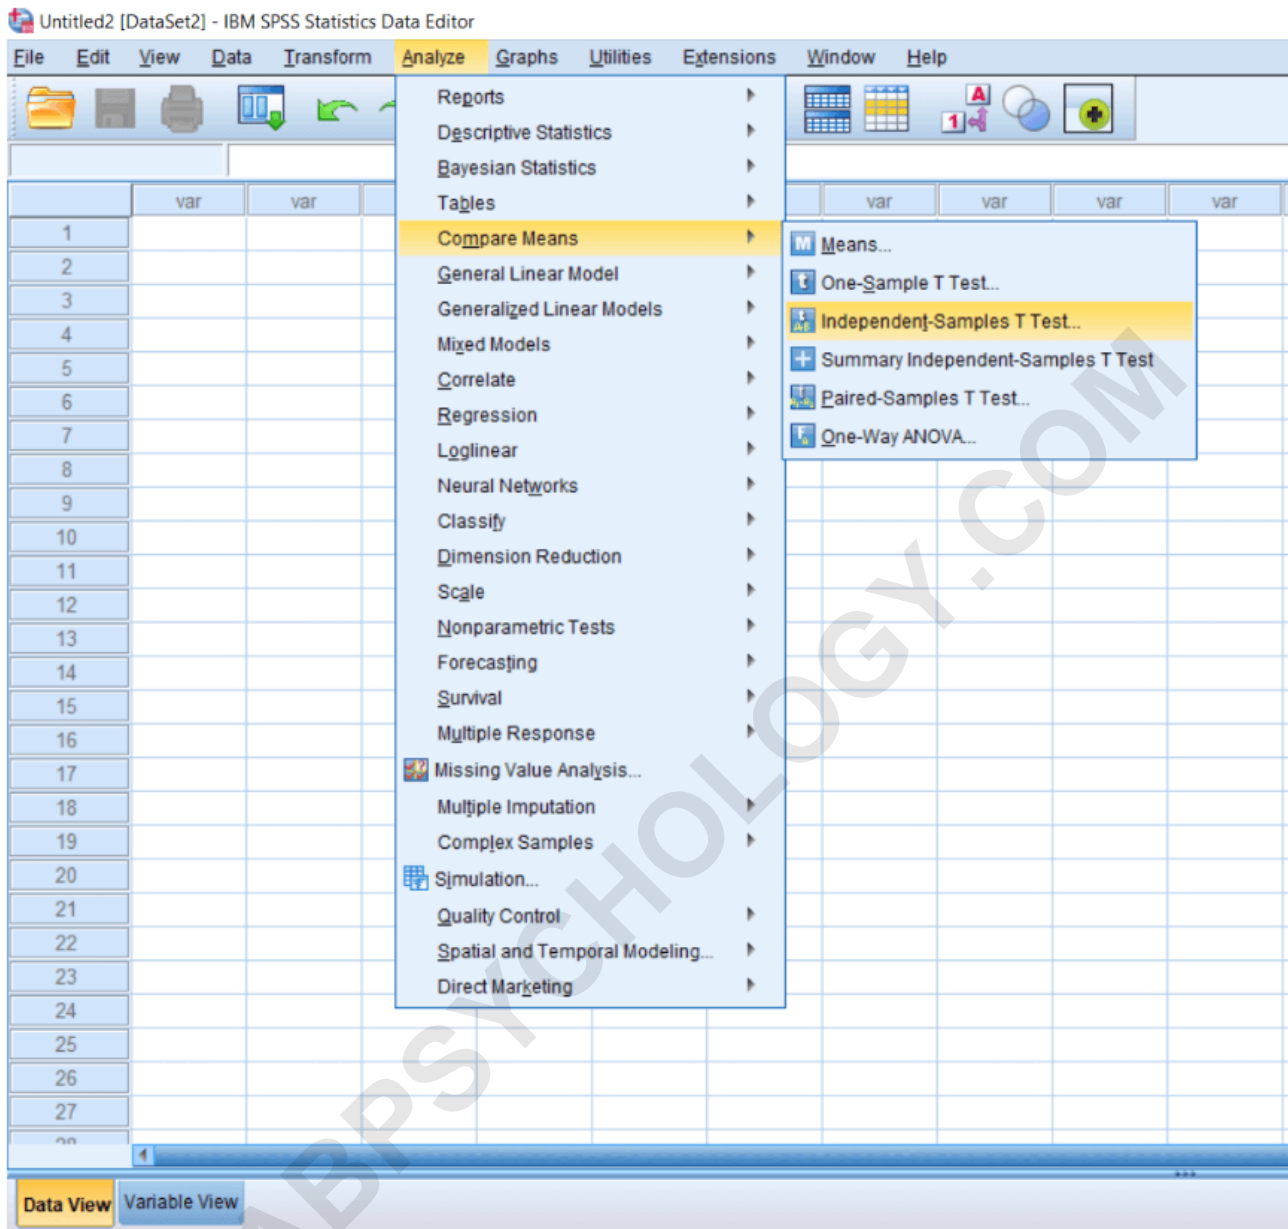 Untitled2 [DataSet2] - IBM SPSS Statistics Data Editor
File Edit View Data Transform Analyze Graphs Utilities Extensions Window Help
Reports
Descriptive Statistics
Bayesian Statistics
Tables
Compare Means
General Linear Model
Generalized Linear Models
Mixed Models
Correlate
Regression
Loglinear
Neural Networks
Classify
Dimension Reduction
Scale
Nonparametric Tests
Forecasting
Survival
Multiple Response
Missing Value Analysis...
Multiple Imputation
Complex Samples
Simulation...
Quality Control
Spatial and Temporal Modeling...
Direct Marketing
A
1
var var var var var var
M Means...
t One-Sample T Test...
Independent-Samples T Test...
Summary Independent-Samples T Test
Paired-Samples T Test...
One-Way ANOVA...
1
2
3
4
5
6
7
8
9
10
11
12
13
14
15
16
17
18
19
20
21
22
23
24
25
26
27
28
Data View Variable View
ABPSYCHOLOGY.COM